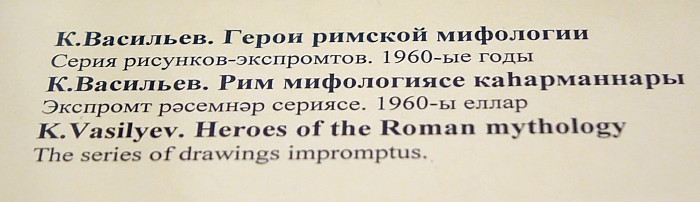 К.Васильев. Герои римской мифологии
Серия рисунков-экспромтов. 1960-ые годы
К.Васильев. Рим мифологиясе каһарманнары
Экспромт рәсемнәр сериясе. 1960-ы еллар
K.Vasilyev. Heroes of the Roman mythology
The series of drawings impromptus.